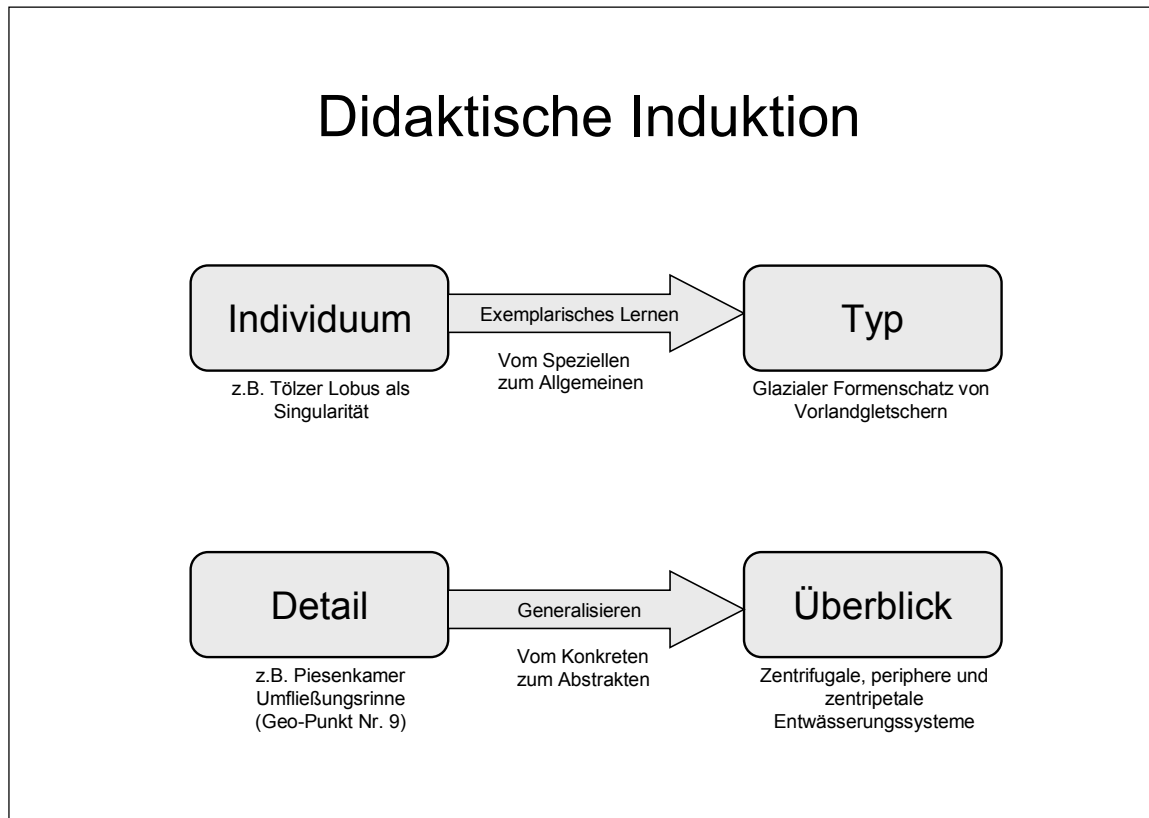 Didaktische Induktion
Individuum
Exemplarisches Lernen
Typ
Vom Speziellen
zum Allgemeinen
z.B. Tölzer Lobus als
Singularität
Glazialer Formenschatz von
Vorlandgletschern
Detail
Generalisieren
Überblick
Vom Konkreten
zum Abstrakten
z.B. Piesenkamer
Umfließungsrinne
(Geo-Punkt Nr. 9)
Zentrifugale, periphere und
zentripetale
Entwässerungssysteme